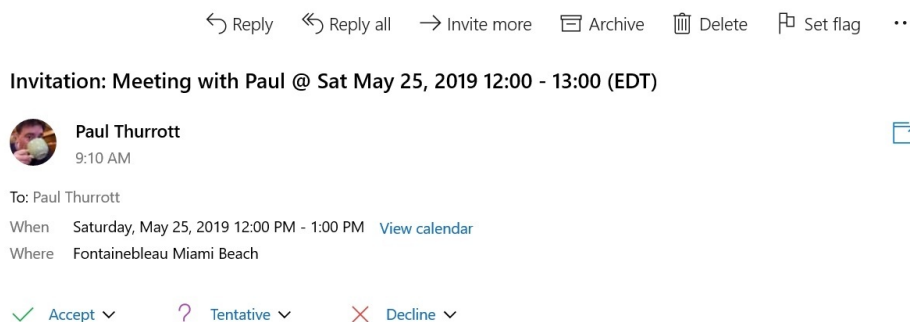 Reply Reply all Invite more Archive Delete Set flag
Invitation: Meeting with Paul @ Sat May 25, 2019 12:00 - 13:00 (EDT)
Paul Thurrott
9:10 AM
To: Paul Thurrott
When Saturday, May 25, 2019 12:00 PM - 1:00 PM View calendar
Where Fontainebleau Miami Beach
Accept Tentative Decline